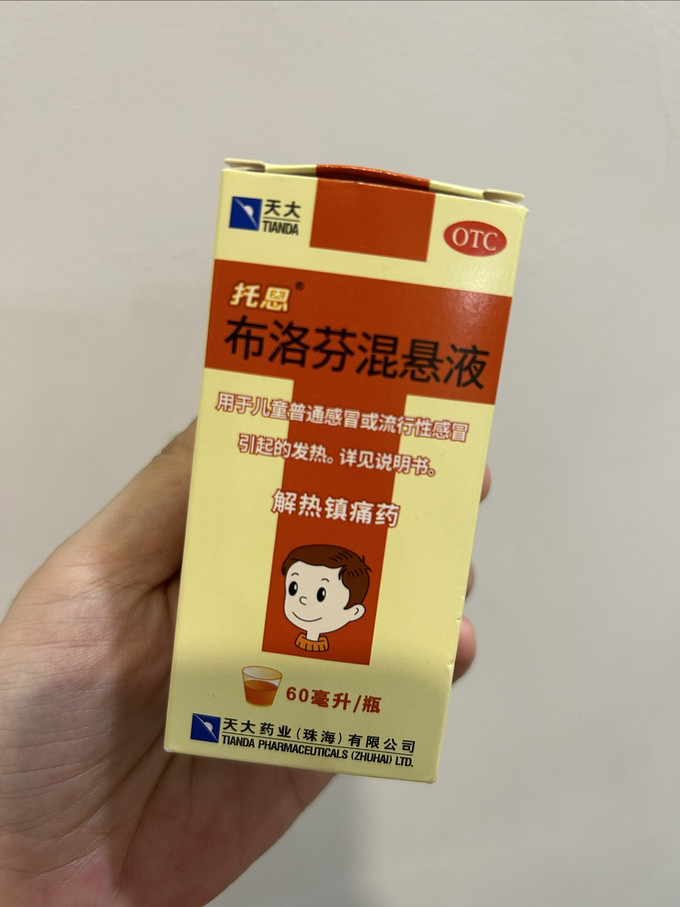 天大
TIANDA
OTC
托恩®
布洛芬混悬液
用于儿童普通感冒或流行性感冒
引起的发热。详见说明书。
解热镇痛药
60毫升/瓶
天大药业(珠海)有限公司
TIANDA PHARMACEUTICALS (ZHUHAI) LTD.